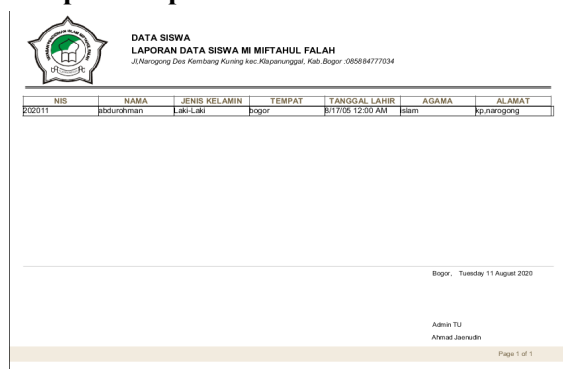 DATA SISWA
LAPORAN DATA SISWA MI MIFTAHUL FALAH
Jl,Narogong Des Kembang Kuning kec.Klapanunggal, Kab.Bogor :085884777034
NIS NAMA JENIS KELAMIN TEMPAT TANGGAL LAHIR AGAMA ALAMAT
202011 abdurohman Laki-Laki bogor 8/17/05 12:00 AM islam kp,narogong
Bogor, Tuesday 11 August 2020
Admin TU
Ahmad Jaenudin
Page 1 of 1